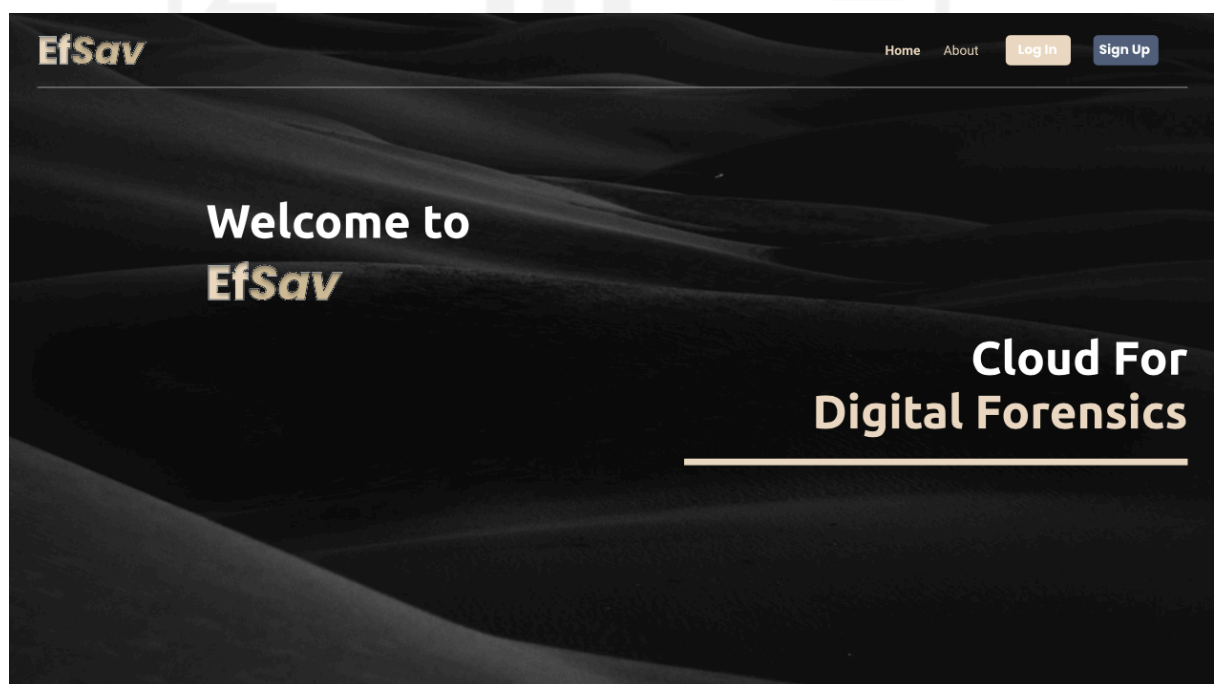 EfSav
Home About Log In Sign Up
Welcome to
EfSav
Cloud For
Digital Forensics